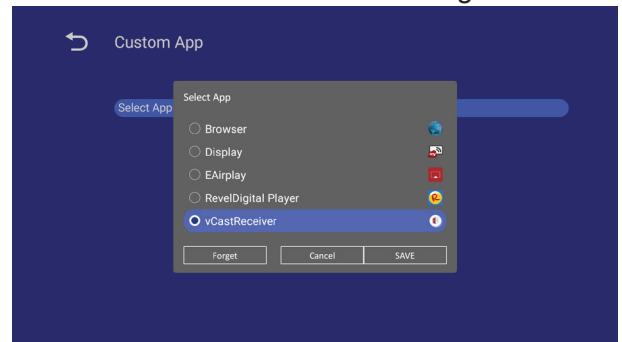 Custom App
Select App
Select App
Browser
Display
EAirplay
RevelDigital Player
vCastReceiver
Forget Cancel SAVE